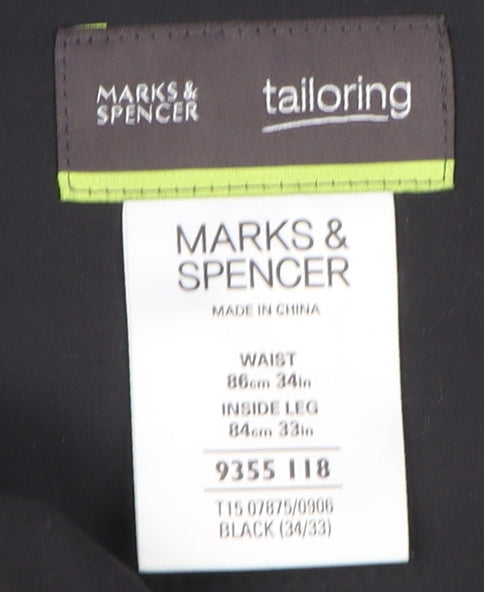 MARKS &
SPENCER
tailoring
MARKS &
SPENCER
MADE IN CHINA
WAIST
86cm 34in
INSIDE LEG
84cm 33in
9355 118
T15 07875/0906
BLACK (34/33)